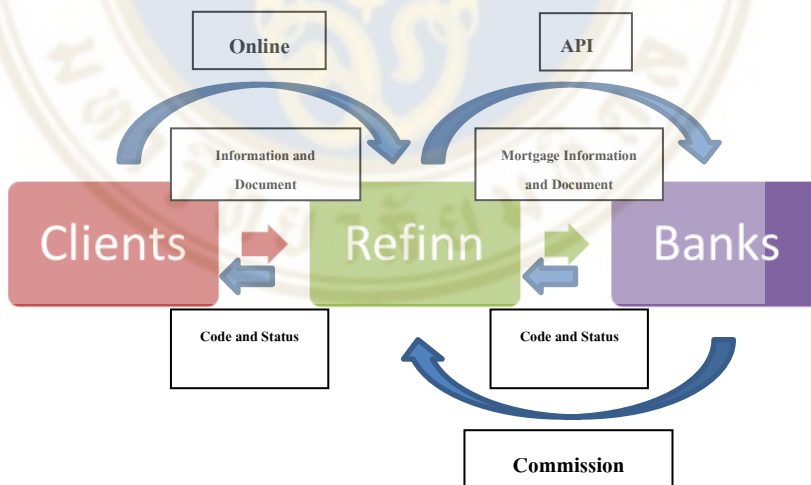 Online
API
Information and
Document
Mortgage Information
and Document
Clients
Refinn
Banks
Code and Status
Code and Status
Commission